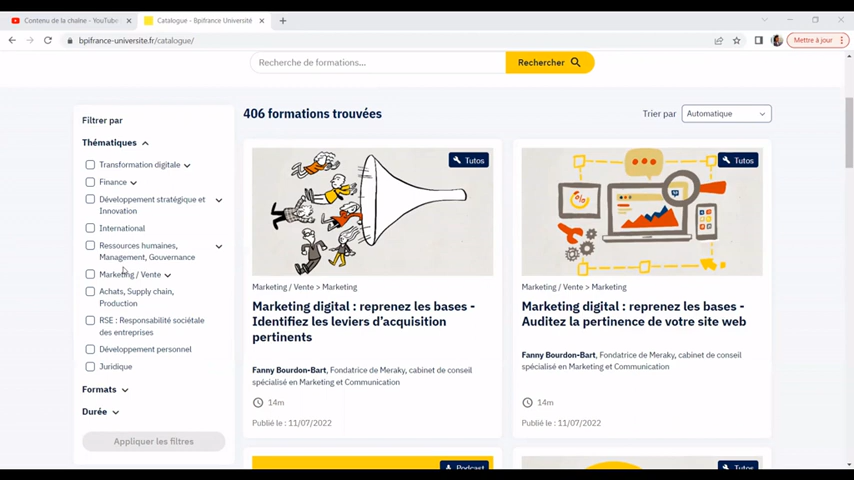 Contenu de la chaîne - YouTube
Catalogue - Bpifrance Université
bpifrance-universite.fr/catalogue/
Mettre à jour
Recherche de formations...
Rechercher
Filtrer par
Thématiques
Transformation digitale
Finance
Développement stratégique et
Innovation
International
Ressources humaines,
Management, Gouvernance
Marketing / Vente
Achats, Supply chain,
Production
RSE : Responsabilité sociétale
des entreprises
Développement personnel
Juridique
Formats
Durée
Appliquer les filtres
406 formations trouvées
Trier par
Automatique
Tutos
Marketing / Vente > Marketing
Marketing digital : reprenez les bases -
Identifiez les leviers d'acquisition
pertinents
Fanny Bourdon-Bart, Fondatrice de Meraky, cabinet de conseil
spécialisé en Marketing et Communication
14m
Publié le : 11/07/2022
Tutos
Marketing / Vente > Marketing
Marketing digital : reprenez les bases -
Auditez la pertinence de votre site web
Fanny Bourdon-Bart, Fondatrice de Meraky, cabinet de conseil
spécialisé en Marketing et Communication
14m
Publié le : 11/07/2022
Podcast
Tutos